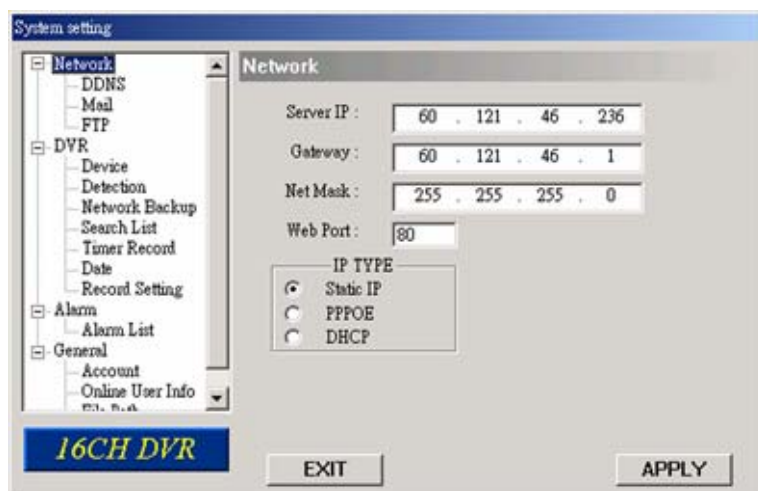 System setting
Network
DDNS
Mail
FTP
DVR
Device
Detection
Network Backup
Search List
Timer Record
Date
Record Setting
Alarm
Alarm List
General
Account
Online User Info
File Path
16CH DVR
Network
Server IP : 60 . 121 . 46 . 236
Gateway : 60 . 121 . 46 . 1
Net Mask : 255 . 255 . 255 . 0
Web Port : 80
IP TYPE
Static IP
PPPOE
DHCP
EXIT APPLY